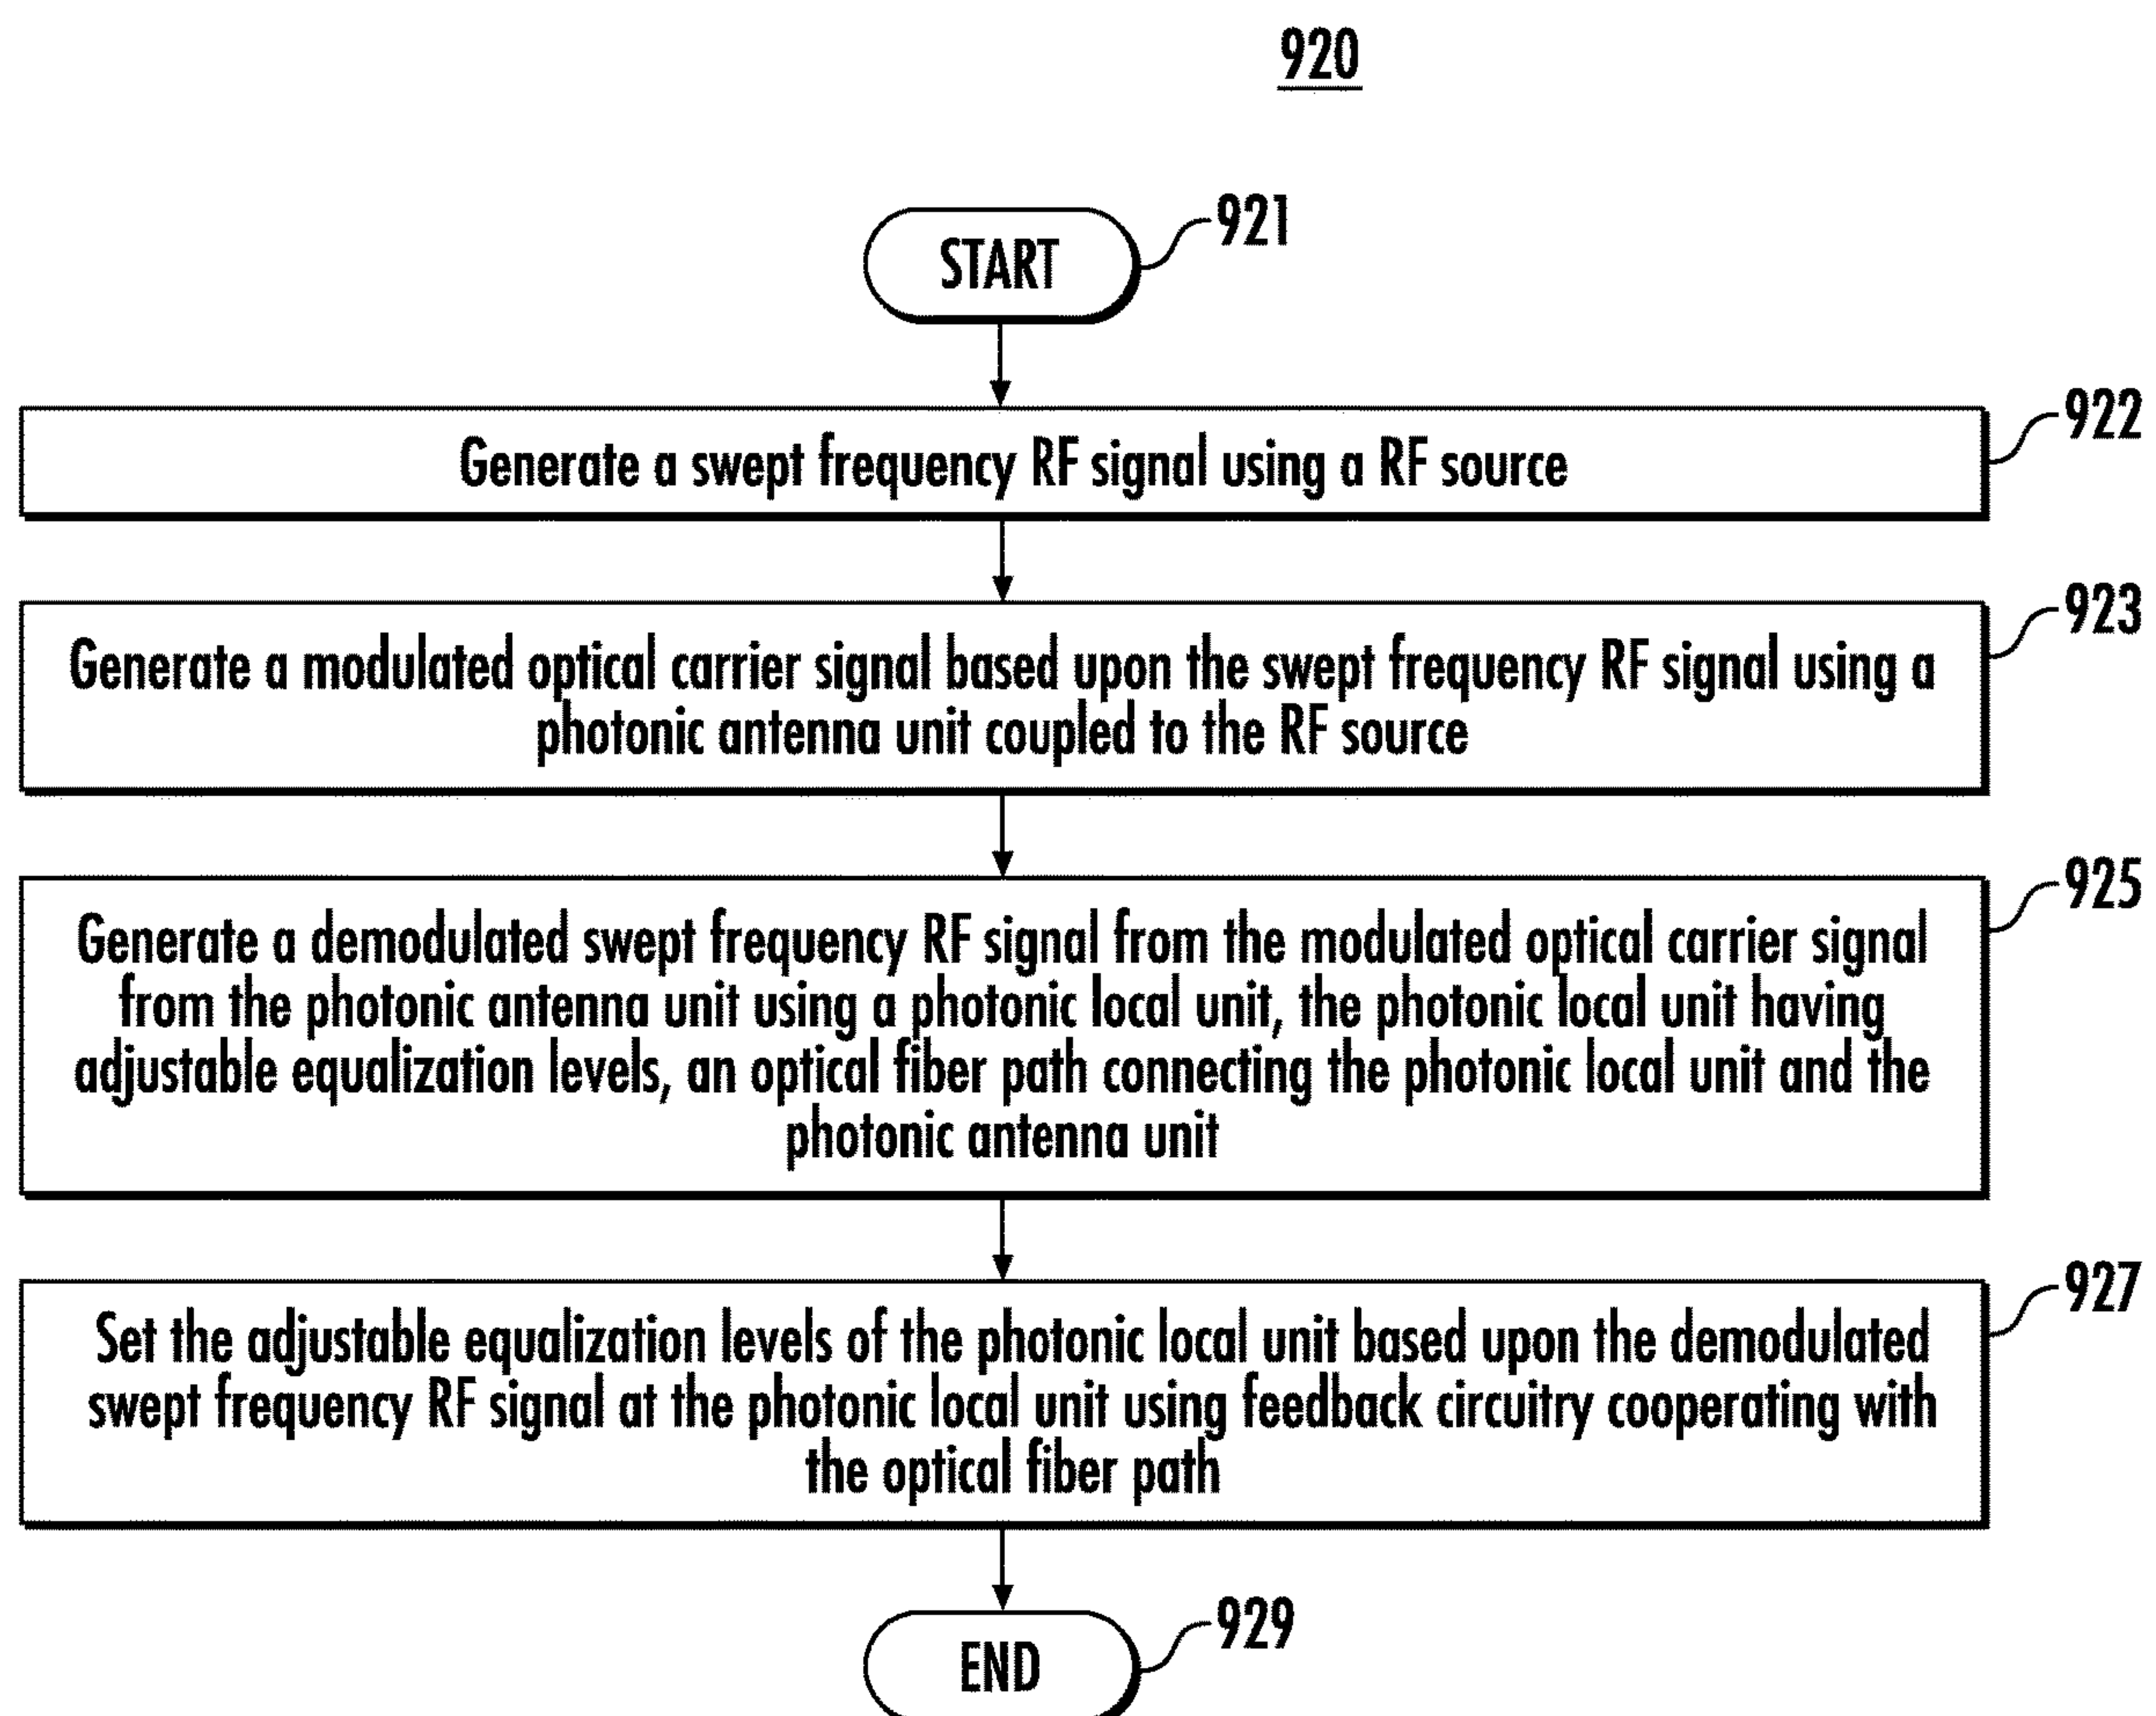 920
START
921
922
Generate a swept frequency RF signal using a RF source
923
Generate a modulated optical carrier signal based upon the swept frequency RF signal using a
photonic antenna unit coupled to the RF source
925
Generate a demodulated swept frequency RF signal from the modulated optical carrier signal
from the photonic antenna unit using a photonic local unit, the photonic local unit having
adjustable equalization levels, an optical fiber path connecting the photonic local unit and the
photonic antenna unit
927
Set the adjustable equalization levels of the photonic local unit based upon the demodulated
swept frequency RF signal at the photonic local unit using feedback circuitry cooperating with
the optical fiber path
END
929